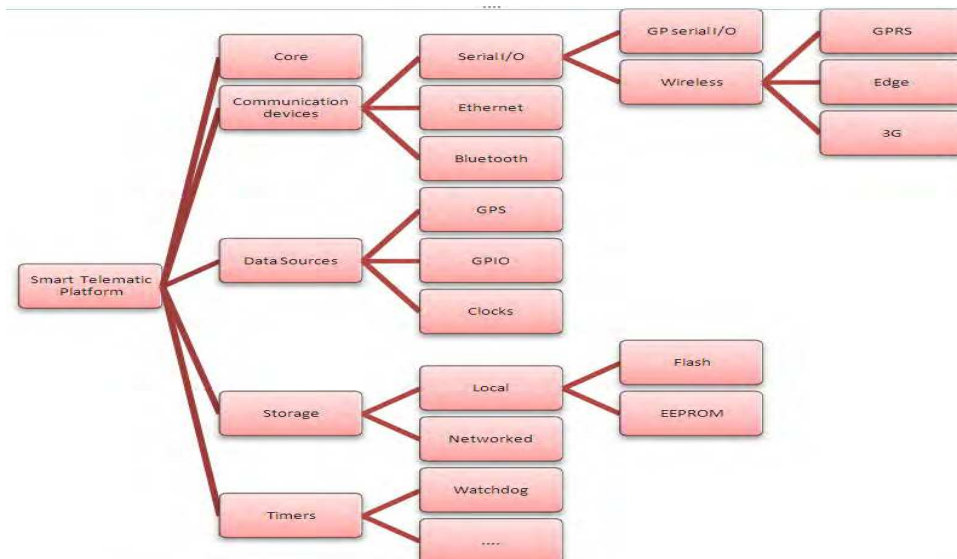 ....
Core
Communication
devices
Serial I/O
GP serial I/O
Wireless
GPRS
Edge
3G
Ethernet
Bluetooth
Smart Telematic
Platform
Data Sources
GPS
GPIO
Clocks
Storage
Local
Flash
EEPROM
Networked
Timers
Watchdog
....